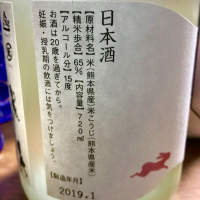 日本酒
【原材料名】米(熊本県産)米こうじ(熊本県産米)
【精米歩合】65%【内容量】720ml
【アルコール分】15度
お酒は20歳を過ぎてから。
妊娠・授乳期の飲酒には気をつけましょう。
【製造年月】
2019.1